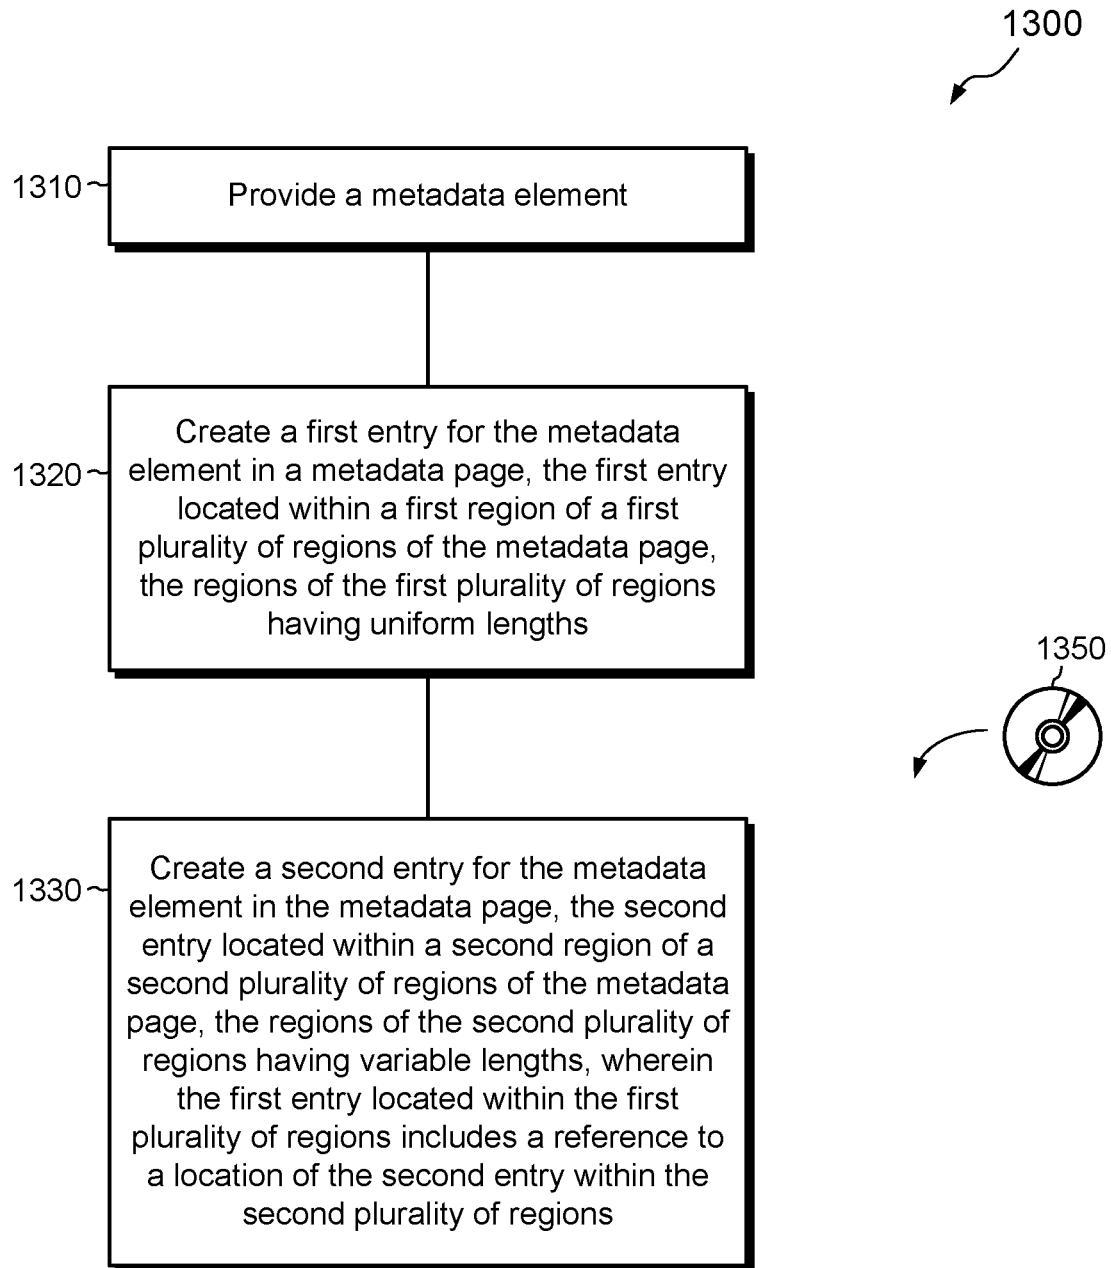 1300
1310
Provide a metadata element
1320
Create a first entry for the metadata
element in a metadata page, the first entry
located within a first region of a first
plurality of regions of the metadata page,
the regions of the first plurality of regions
having uniform lengths
1350
1330
Create a second entry for the metadata
element in the metadata page, the second
entry located within a second region of a
second plurality of regions of the metadata
page, the regions of the second plurality of
regions having variable lengths, wherein
the first entry located within the first
plurality of regions includes a reference to
a location of the second entry within the
second plurality of regions